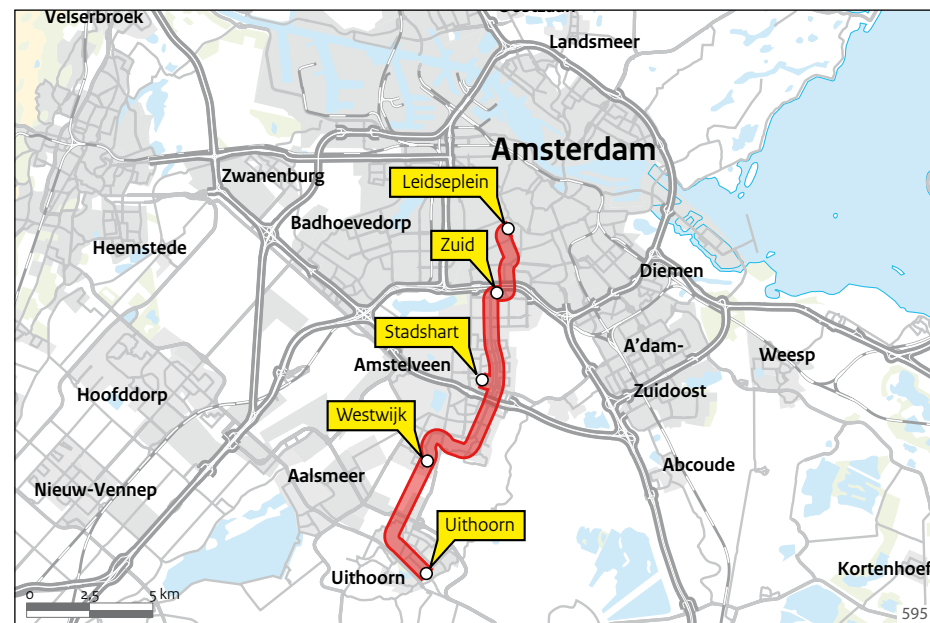 Velserbroek
Oostzaan
Landsmeer
Amsterdam
Zwanenburg
Leidseplein
Badhoevedorp
Heemstede
Zuid
Diemen
Stadshart
A'dam-
Zuidoost
Weesp
Amstelveen
Hoofddorp
Westwijk
Abcoude
Aalsmeer
Nieuw-Vennep
Uithoorn
Uithoorn
Kortenhoef
0 2,5 5 km
595